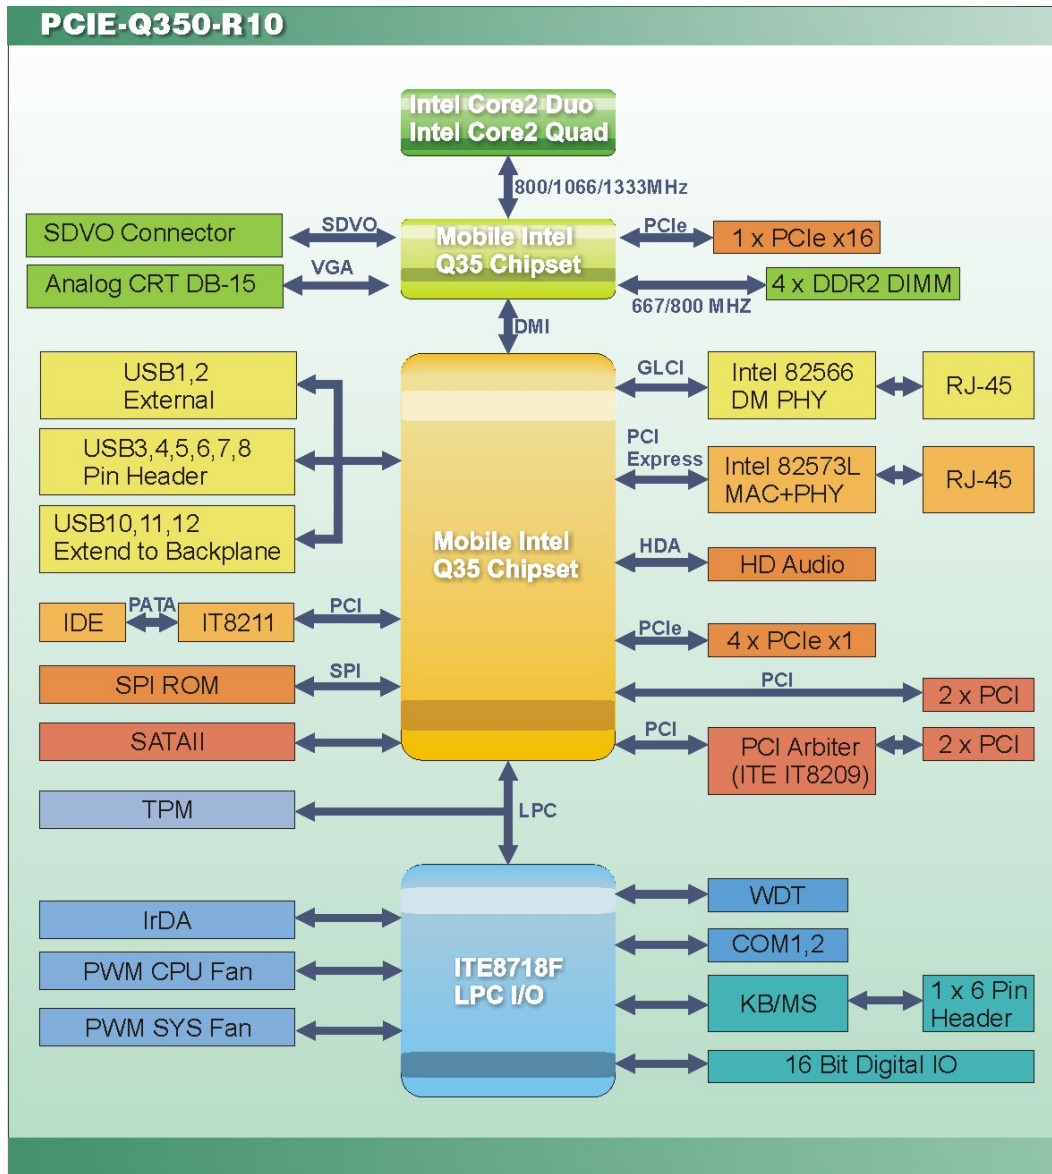 PCIE-Q350-R10
Intel Core2 Duo
Intel Core2 Quad
800/1066/1333MHz
SDVO Connector
SDVO
Mobile Intel
Q35 Chipset
PCIe
1 x PCIe x16
Analog CRT DB-15
VGA
667/800 MHZ
4 x DDR2 DIMM
DMI
USB1,2
External
USB3,4,5,6,7,8
Pin Header
USB10,11,12
Extend to Backplane
GLCI
Intel 82566
DM PHY
RJ-45
PCI
Express
Intel 82573L
MAC+PHY
RJ-45
Mobile Intel
Q35 Chipset
HDA
HD Audio
IDE
PATA
IT8211
PCI
PCIe
4 x PCIe x1
SPI ROM
SPI
PCI
2 x PCI
SATAII
PCI
PCI Arbiter
(ITE IT8209)
2 x PCI
TPM
LPC
IrDA
PWM CPU Fan
PWM SYS Fan
ITE8718F
LPC I/O
WDT
COM1,2
KB/MS
1 x 6 Pin
Header
16 Bit Digital IO